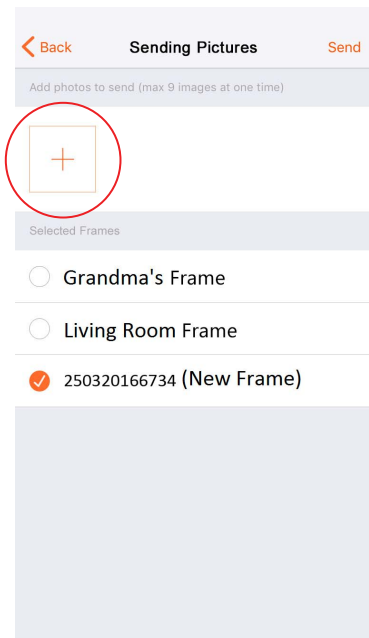 Back Sending Pictures Send
Add photos to send (max 9 images at one time)
Selected Frames
Grandma's Frame
Living Room Frame
250320166734 (New Frame)